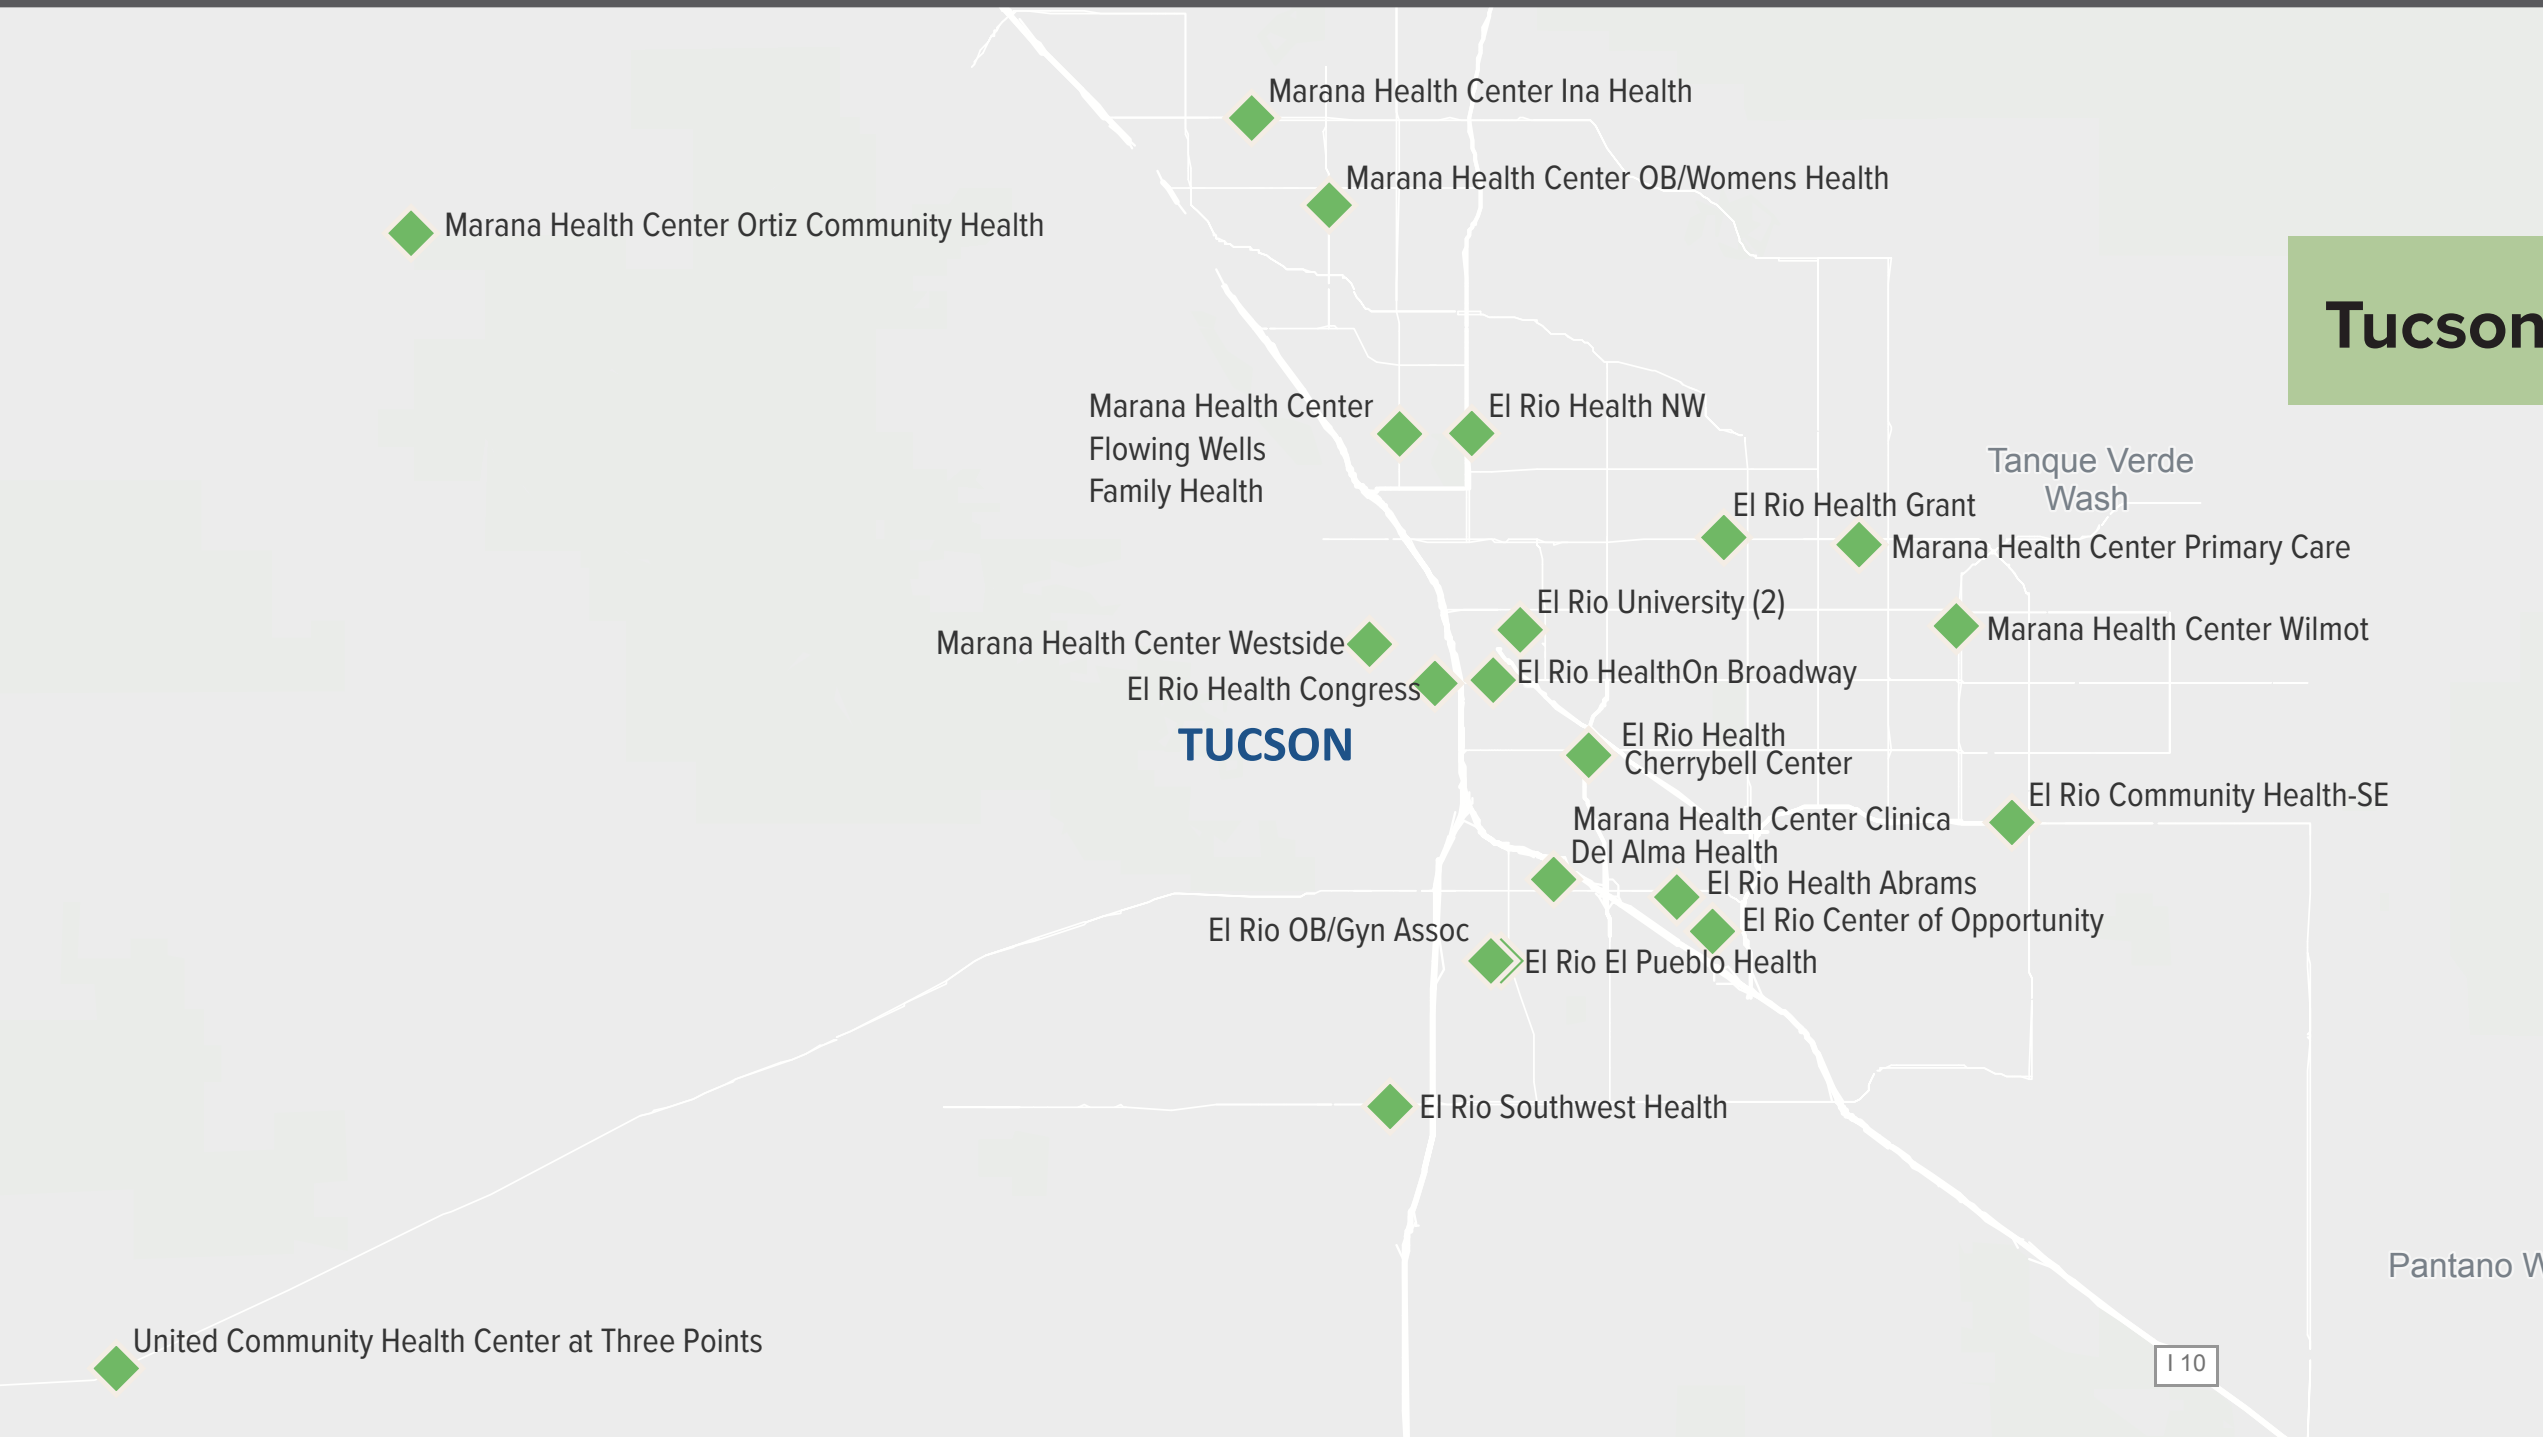 Marana Health Center Ina Health
Marana Health Center OB/Womens Health
Marana Health Center Ortiz Community Health
Tucson
Marana Health Center
Flowing Wells
Family Health
El Rio Health NW
Tanque Verde
Wash
El Rio Health Grant
Marana Health Center Primary Care
El Rio University (2)
Marana Health Center Wilmot
Marana Health Center Westside
El Rio HealthOn Broadway
El Rio Health Congress
TUCSON
El Rio Health
Cherrybell Center
El Rio Community Health-SE
Marana Health Center Clinica
Del Alma Health
El Rio Health Abrams
El Rio Center of Opportunity
El Rio OB/Gyn Assoc
El Rio El Pueblo Health
El Rio Southwest Health
Pantano W
United Community Health Center at Three Points
I 10